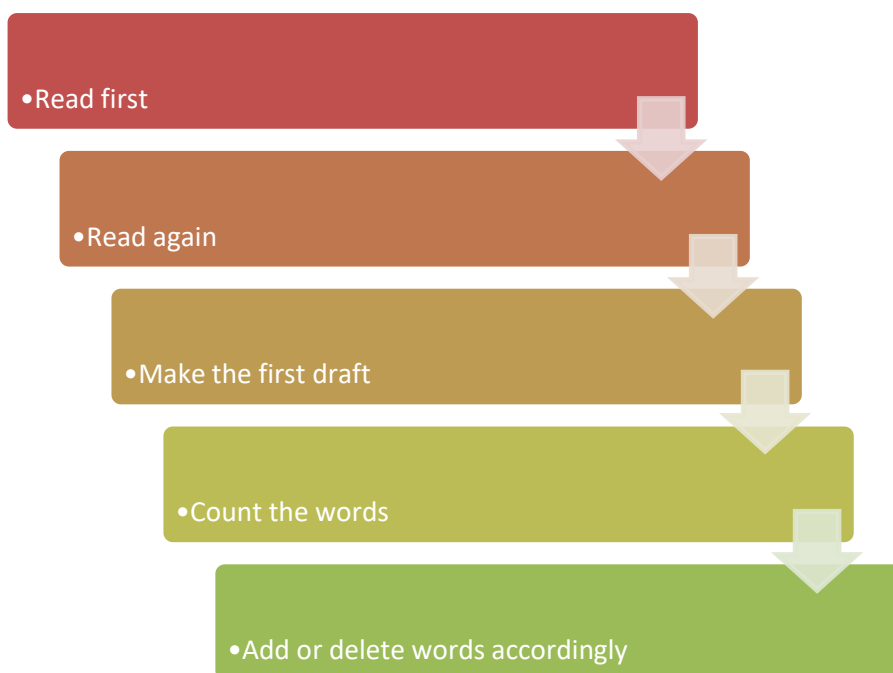 •Read first
•Read again
•Make the first draft
•Count the words
•Add or delete words accordingly